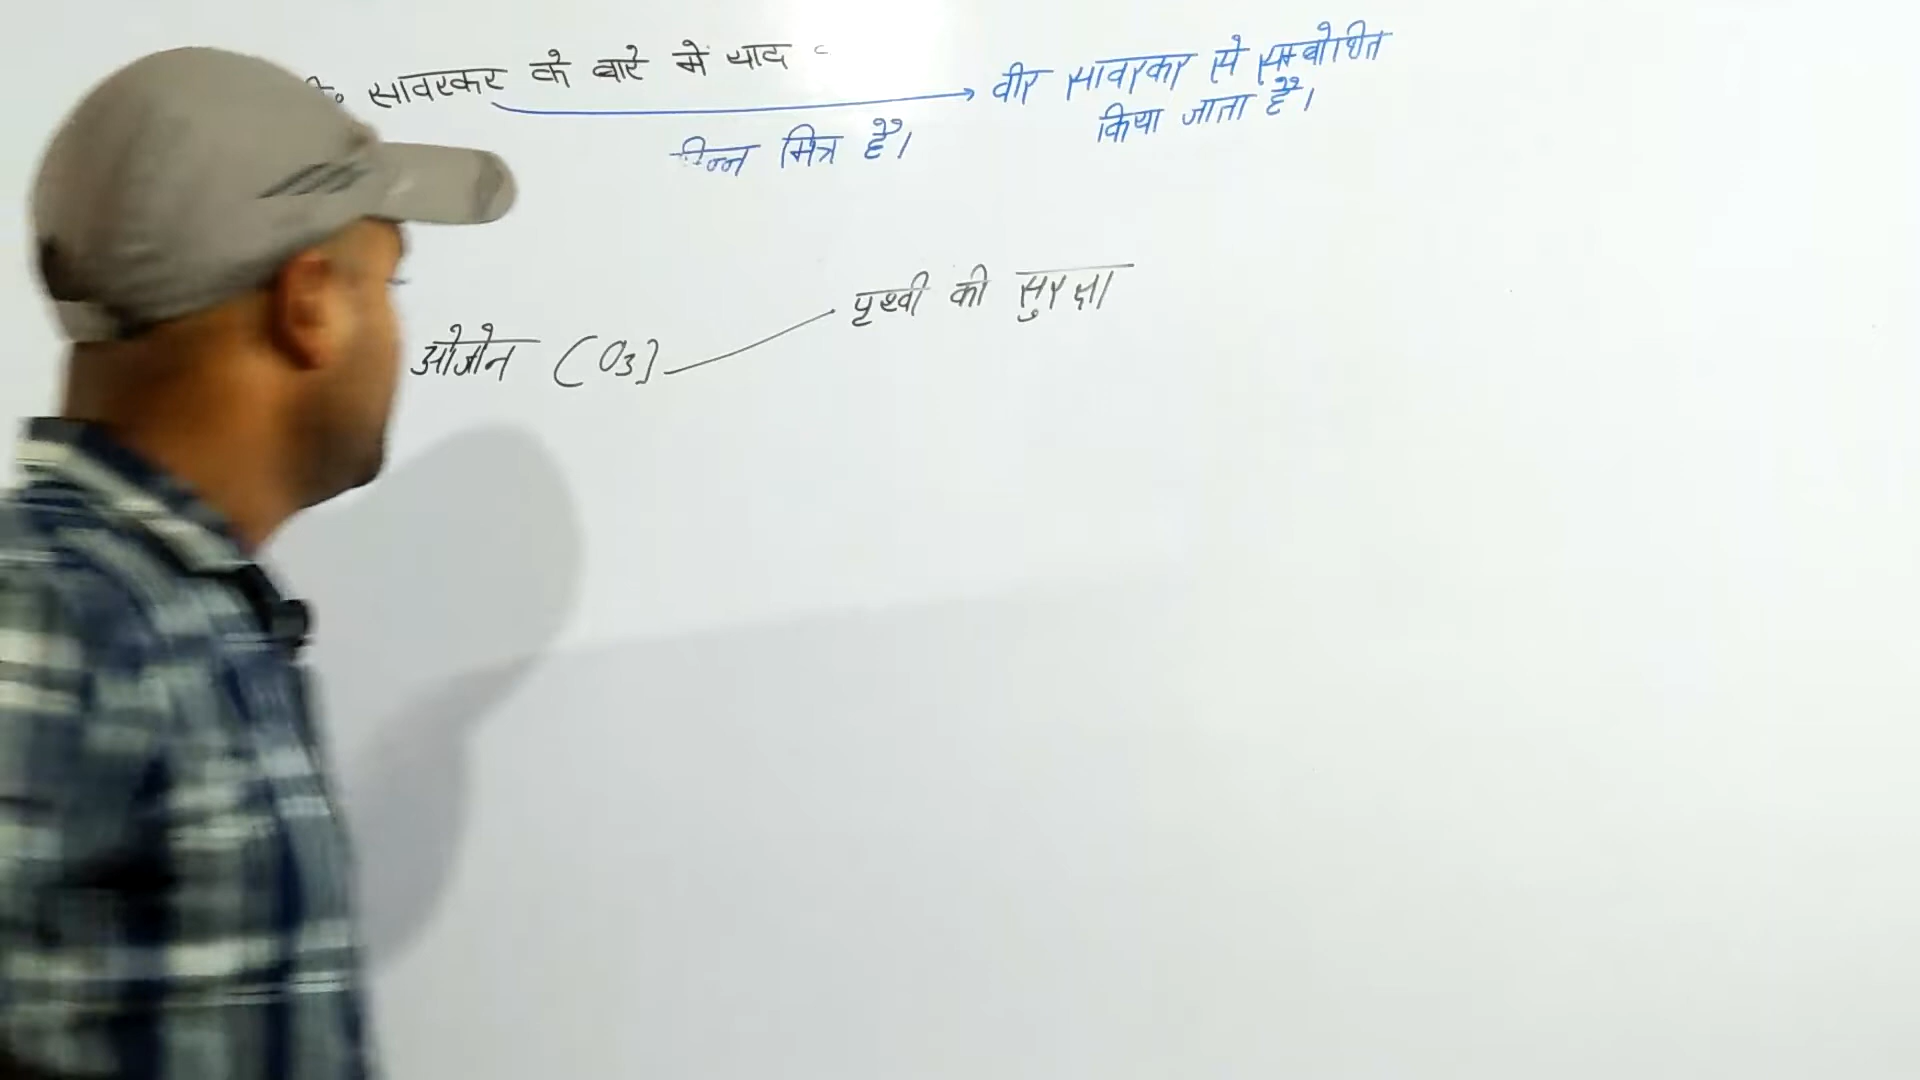 सावरकर के बारे में याद
वीर सावरकर से सम्बोधित
किया जाता है।
मित्र है।
पृथ्वी की सुरक्षा
ओजोन (O3)